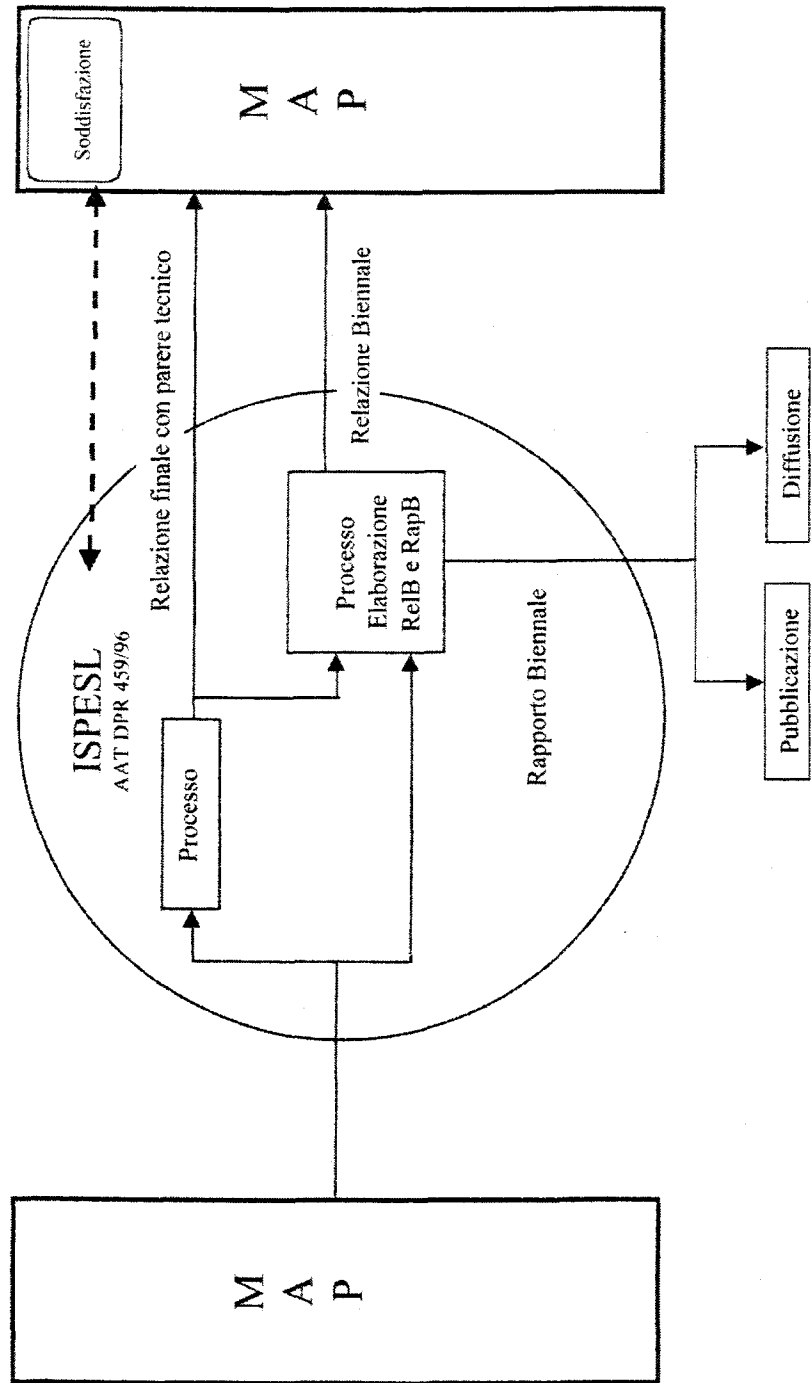 M
A
P
ISPESL
AAT DPR 459/96
Processo
Processo
Elaborazione
RelB e RapB
Rapporto Biennale
Relazione finale con parere tecnico
Relazione Biennale
Soddisfazione
M
A
P
Pubblicazione
Diffusione